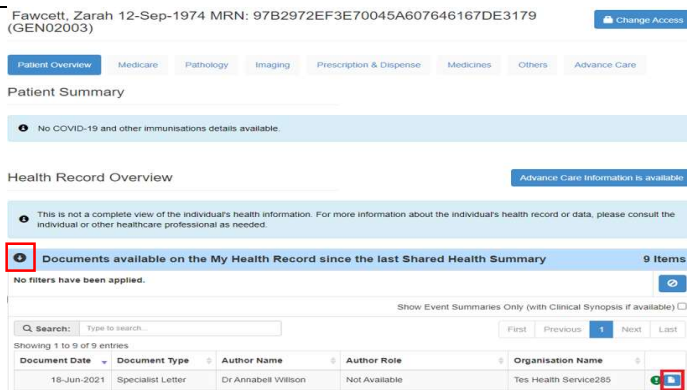 Fawcett, Zarah 12-Sep-1974 MRN: 97B2972EF3E70045A607646167DE3179
(GEN02003)
Change Access
Patient Overview Medicare Pathology Imaging Prescription & Dispense Medicines Others Advance Care
Patient Summary
No COVID-19 and other immunisations details available.
Health Record Overview
Advance Care Information is available
This is not a complete view of the individual's health information. For more information about the individual's health record or data, please consult the
individual or other healthcare professional as needed.
Documents available on the My Health Record since the last Shared Health Summary 9 Items
No filters have been applied.
Show Event Summaries Only (with Clinical Synopsis if available)
Search: Type to search...
First Previous 1 Next Last
Showing 1 to 9 of 9 entries
Document Date Document Type Author Name Author Role Organisation Name
18-Jun-2021 Specialist Letter Dr Annabell Willson Not Available Tes Health Service285